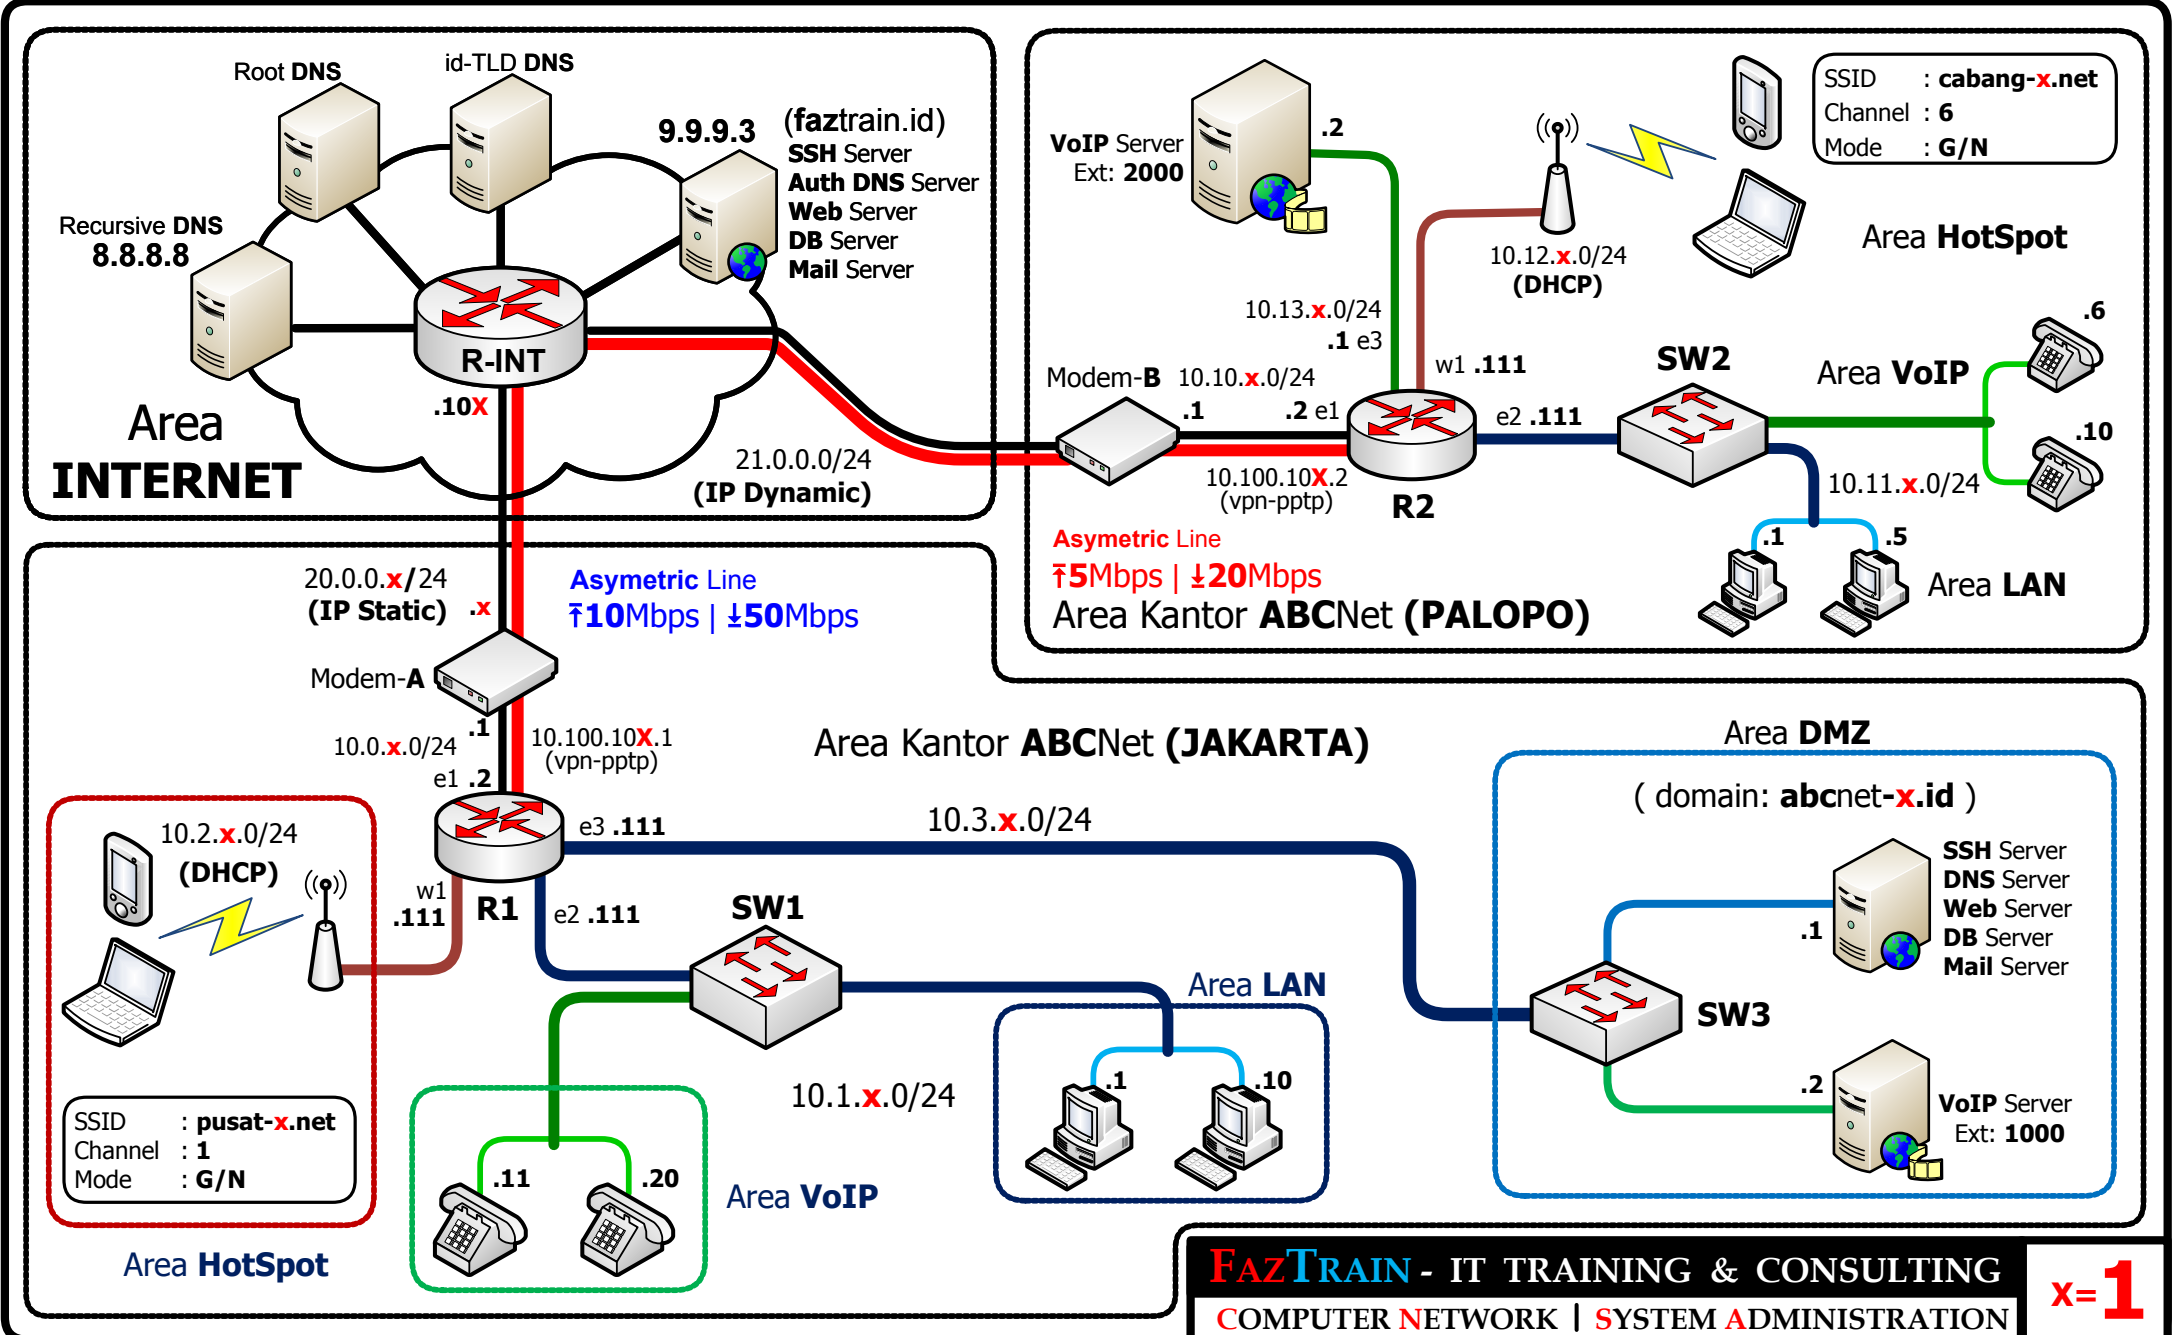 Root DNS
id-TLD DNS
9.9.9.3
(faztrain.id)
SSH Server
Auth DNS Server
Web Server
DB Server
Mail Server
Recursive DNS
8.8.8.8
R-INT
.10X
Area
INTERNET
21.0.0.0/24
(IP Dynamic)
VoIP Server
Ext: 2000
.2
SSID : cabang-x.net
Channel : 6
Mode : G/N
10.12.x.0/24
(DHCP)
Area HotSpot
10.13.x.0/24
.1 e3
w1 .111
Modem-B
10.10.x.0/24
.1
.2 e1
R2
10.100.10X.2
(vpn-pptp)
e2 .111
SW2
Area VoIP
.6
.10
10.11.x.0/24
.1
.5
Area LAN
Asymetric Line
↑5Mbps | ↓20Mbps
Area Kantor ABCNet (PALOPO)
20.0.0.x/24
(IP Static)
.x
Asymetric Line
↑10Mbps | ↓50Mbps
Modem-A
.1
10.0.x.0/24
e1 .2
10.100.10X.1
(vpn-pptp)
Area Kantor ABCNet (JAKARTA)
R1
e3 .111
10.3.x.0/24
w1
.111
e2 .111
10.2.x.0/24
(DHCP)
SSID : pusat-x.net
Channel : 1
Mode : G/N
Area HotSpot
SW1
10.1.x.0/24
.11
.20
Area VoIP
Area LAN
.1
.10
Area DMZ
( domain: abcnet-x.id )
SSH Server
DNS Server
Web Server
DB Server
Mail Server
.1
SW3
.2
VoIP Server
Ext: 1000
FAZTRAIN - IT TRAINING & CONSULTING
COMPUTER NETWORK | SYSTEM ADMINISTRATION
x=1